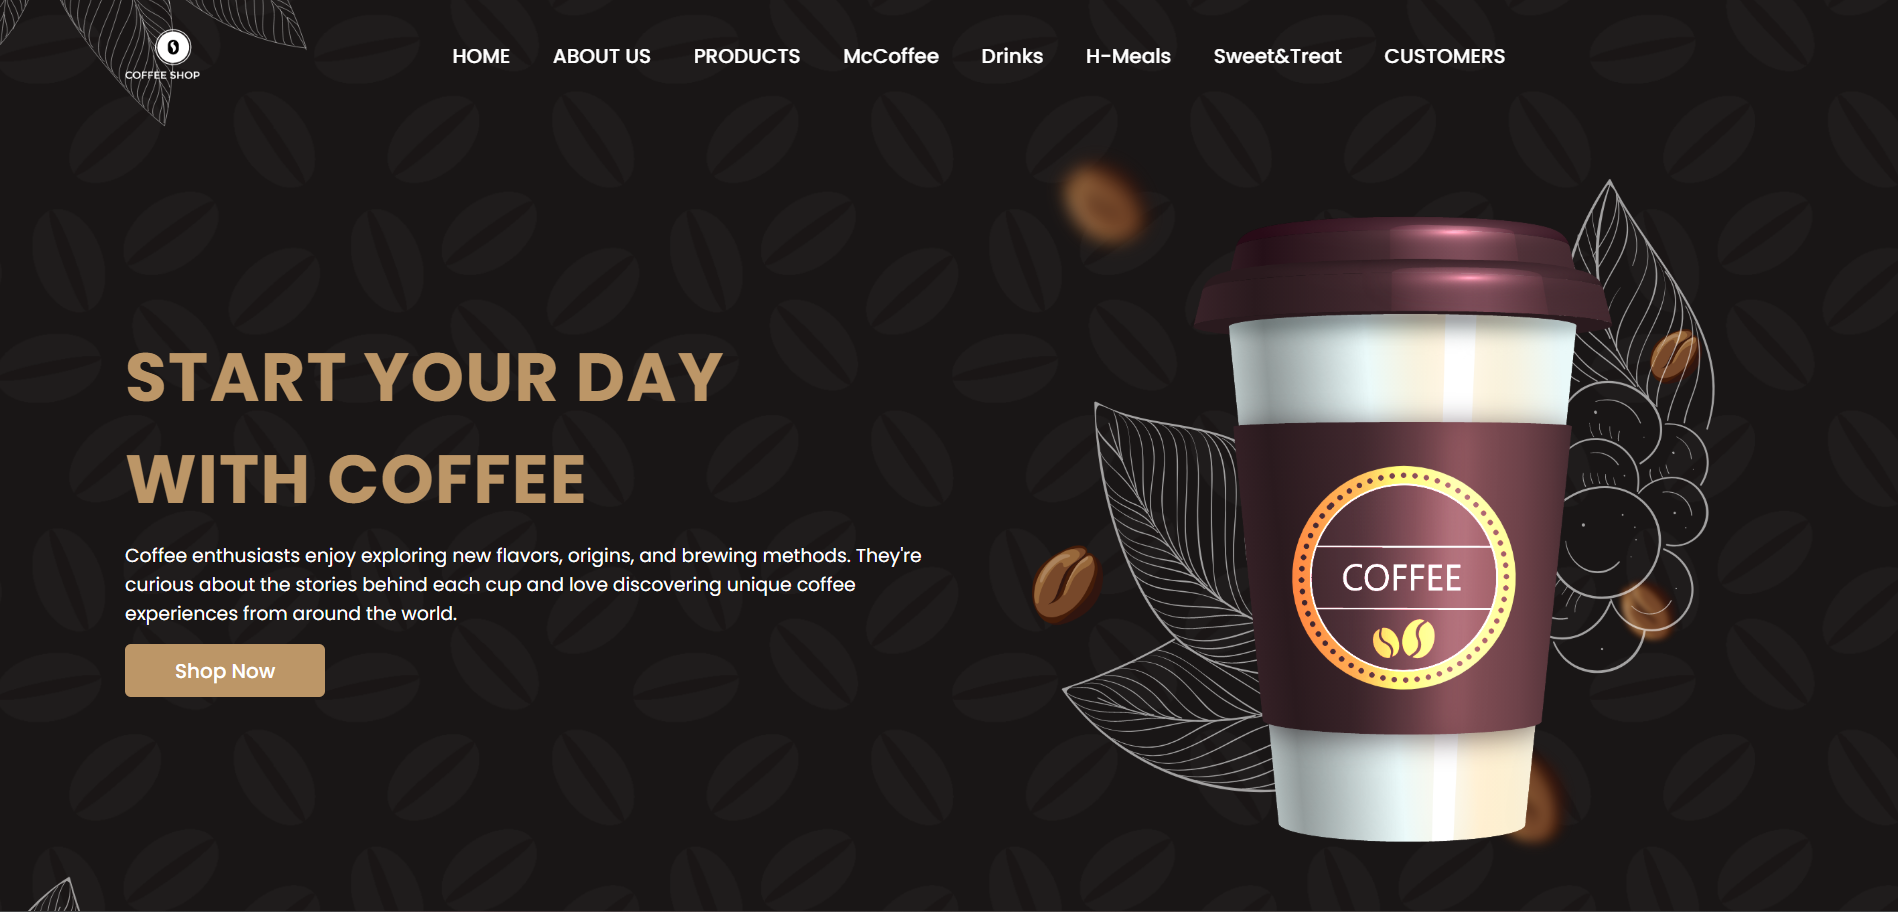 COFFEE SHOP
HOME ABOUT US PRODUCTS McCoffee Drinks H-Meals Sweet&Treat CUSTOMERS
START YOUR DAY
WITH COFFEE
Coffee enthusiasts enjoy exploring new flavors, origins, and brewing methods. They're
curious about the stories behind each cup and love discovering unique coffee
experiences from around the world.
Shop Now
COFFEE